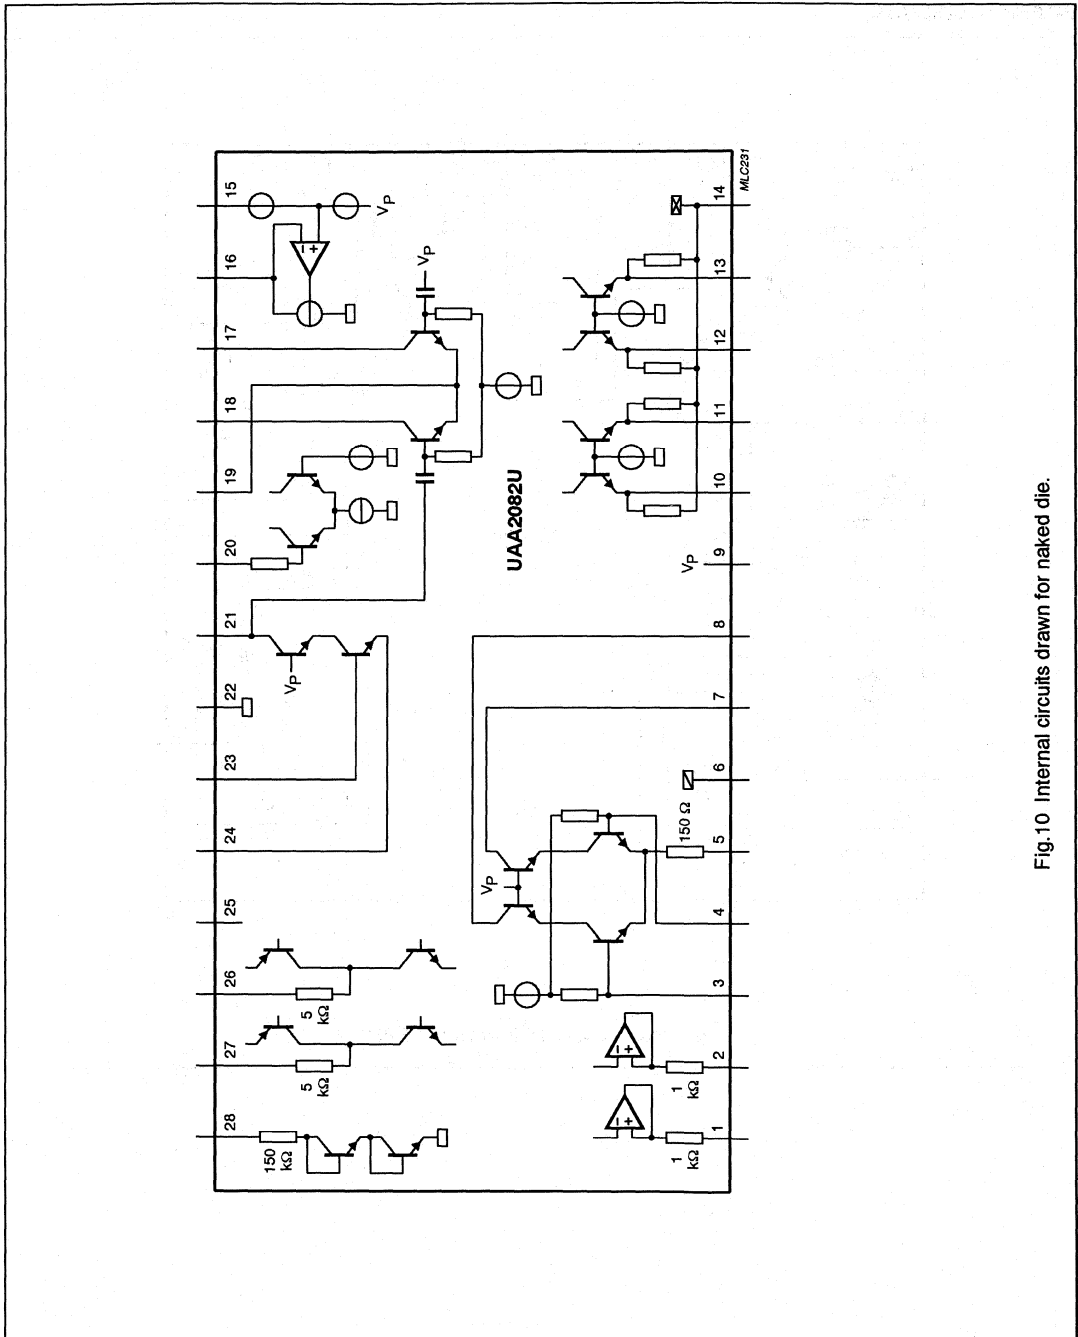 15
16
17
18
19
20
21
22
23
24
25
26
27
28
VP
− +
VP
VP
5
kΩ
5
kΩ
150
kΩ
UAA2082U
VP
− +
− +
1
kΩ
1
kΩ
150 Ω
VP
14
13
12
11
10
9
8
7
6
5
4
3
2
1
MLC231
Fig.10 Internal circuits drawn for naked die.